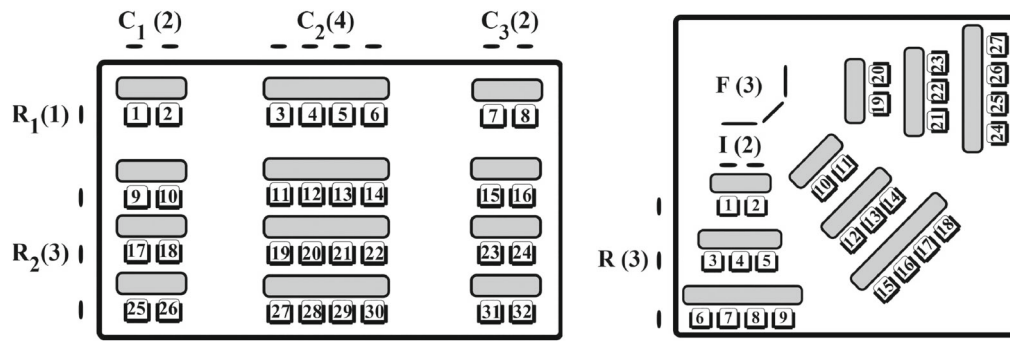 C1 (2) C2(4) C3(2)
R1(1)
1 2 3 4 5 6 7 8
9 10 11 12 13 14 15 16
R2(3)
17 18 19 20 21 22 23 24
25 26 27 28 29 30 31 32
F (3)
I (2)
R (3)
1 2
3 4 5
6 7 8 9
10 11
12 13 14
15 16 17 18
19 20
21 22 23
24 25 26 27